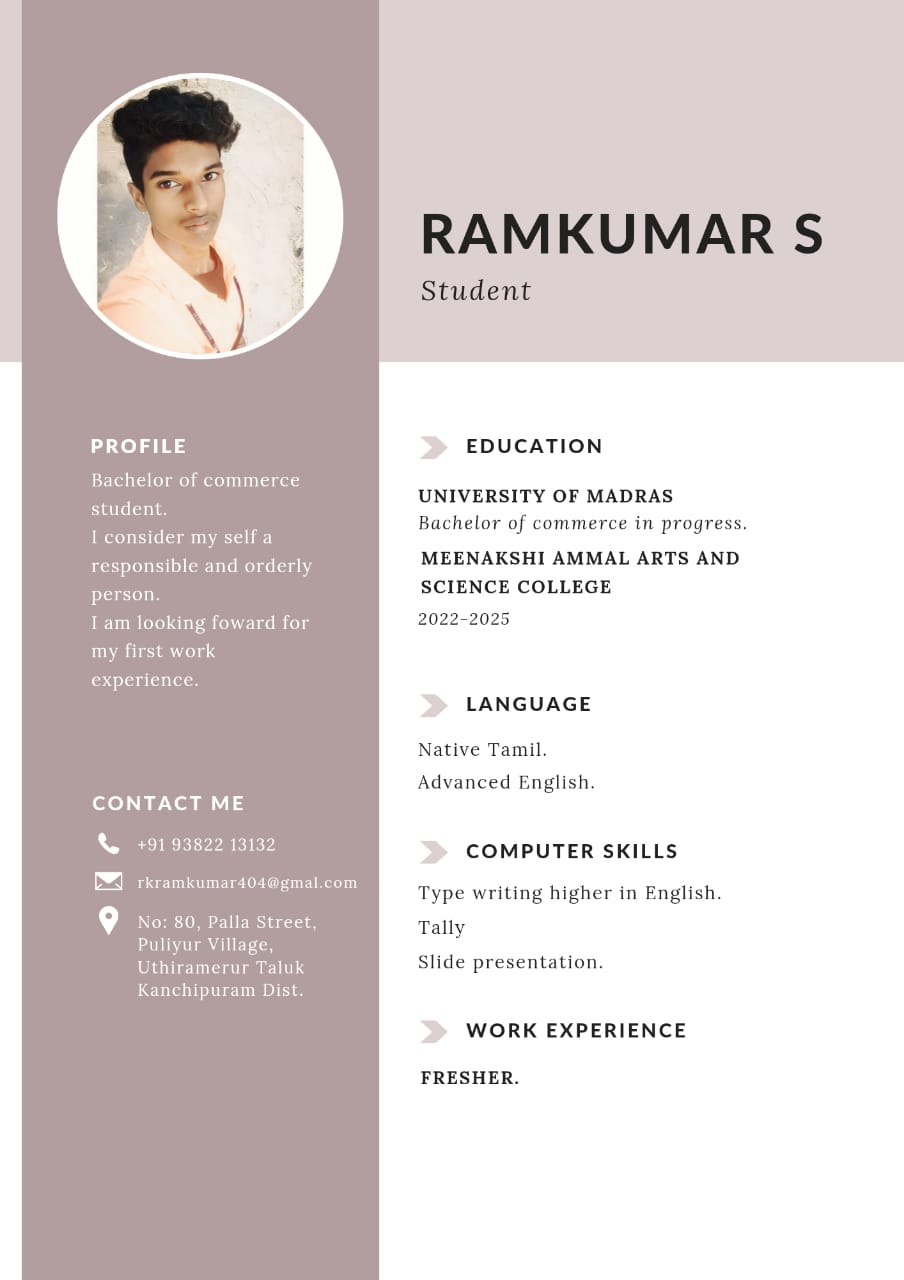 RAMKUMAR S
Student
PROFILE
Bachelor of commerce
student.
I consider my self a
responsible and orderly
person.
I am looking foward for
my first work
experience.
CONTACT ME
+91 93822 13132
rkramkumar404@gmal.com
No: 80, Palla Street,
Puliyur Village,
Uthiramerur Taluk
Kanchipuram Dist.
EDUCATION
UNIVERSITY OF MADRAS
Bachelor of commerce in progress.
MEENAKSHI AMMAL ARTS AND
SCIENCE COLLEGE
2022-2025
LANGUAGE
Native Tamil.
Advanced English.
COMPUTER SKILLS
Type writing higher in English.
Tally
Slide presentation.
WORK EXPERIENCE
FRESHER.